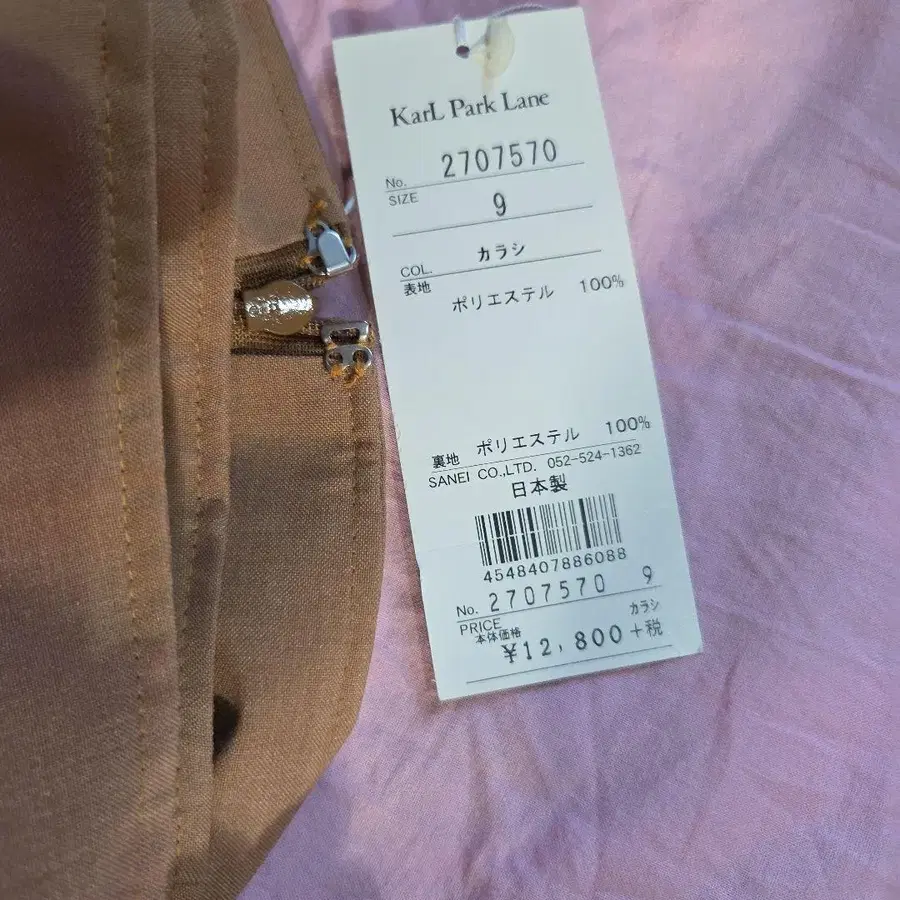 KarL Park Lane
No. 2707570
SIZE 9
COL. カラシ
表地 ポリエステル 100%
裏地 ポリエステル 100%
SANEI CO.,LTD. 052-524-1362
日本製
4548407886088
No. 2707570 9
カラシ
PRICE
本体価格 ¥12,800+税